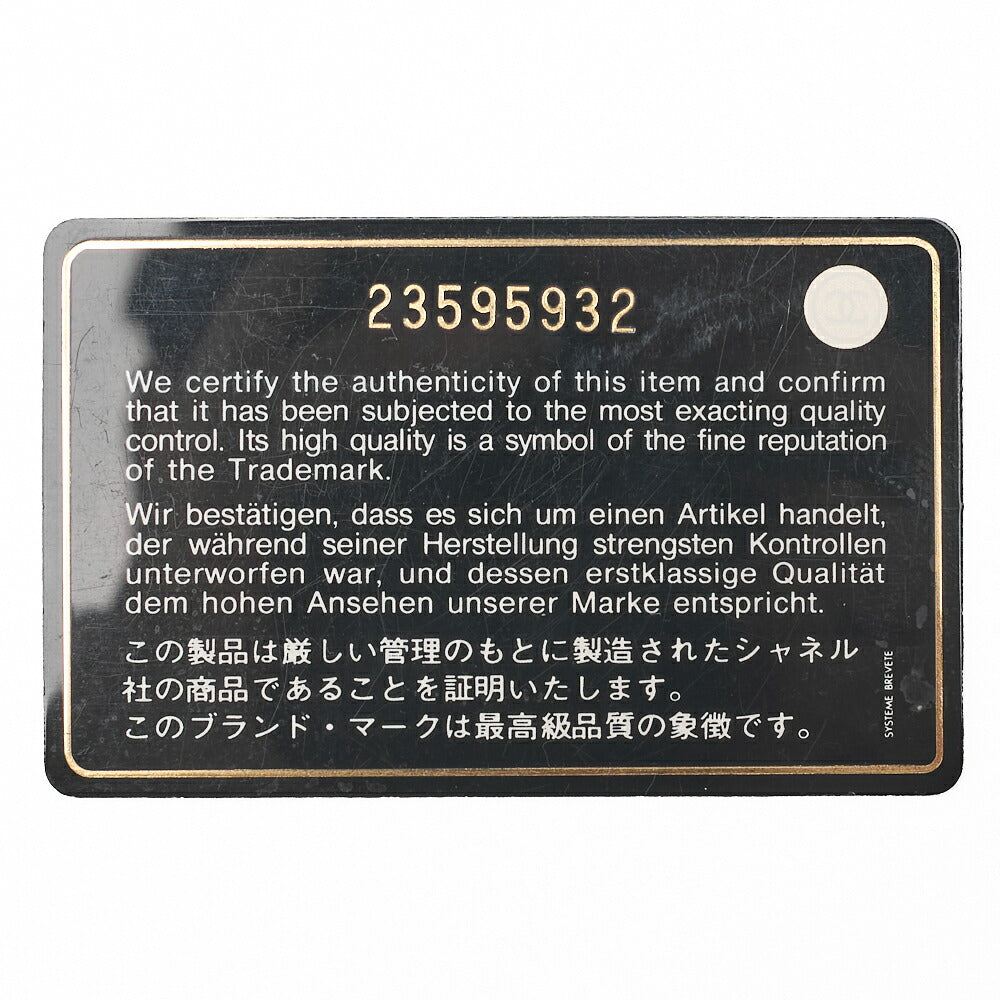 23595932
We certify the authenticity of this item and confirm
that it has been subjected to the most exacting quality
control. Its high quality is a symbol of the fine reputation
of the Trademark.
Wir bestätigen, dass es sich um einen Artikel handelt,
der während seiner Herstellung strengsten Kontrollen
unterworfen war, und dessen erstklassige Qualität
dem hohen Ansehen unserer Marke entspricht.
この製品は厳しい管理のもとに製造されたシャネル
社の商品であることを証明いたします。
このブランド・マークは最高級品質の象徴です。
SYSTEME BREVETE